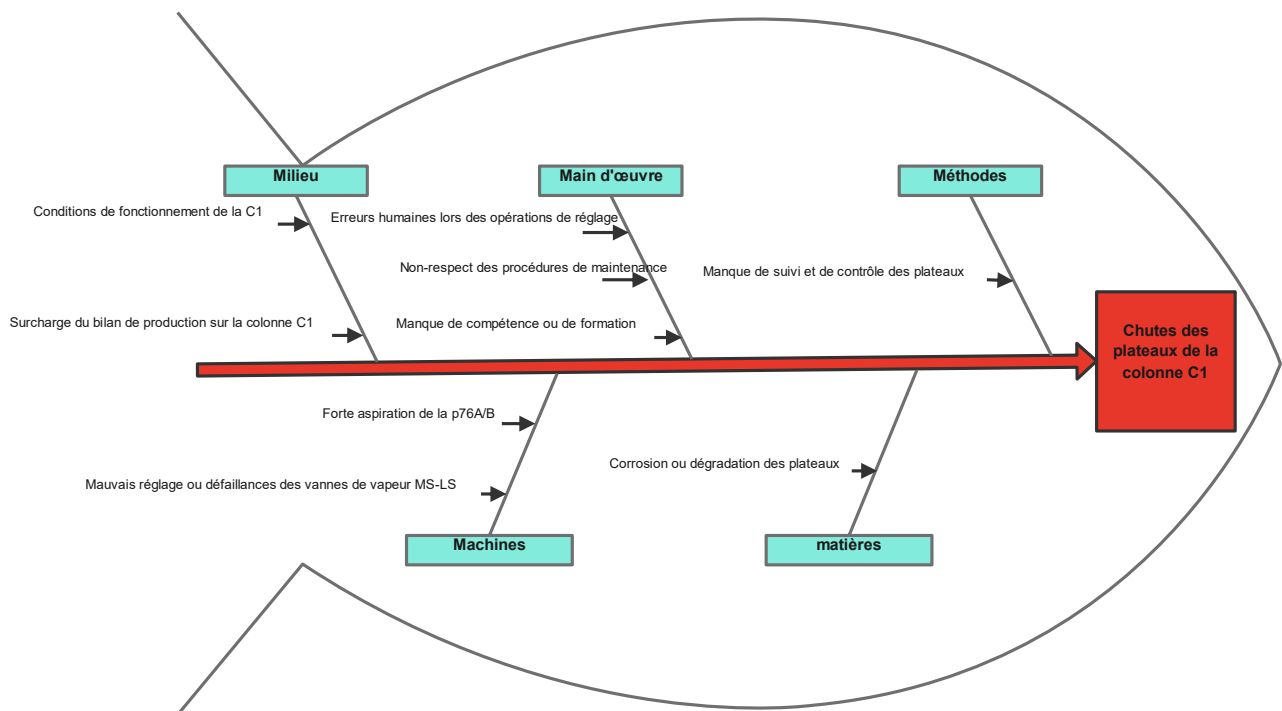 Milieu
Main d'œuvre
Méthodes
Conditions de fonctionnement de la C1
Erreurs humaines lors des opérations de réglage
Non-respect des procédures de maintenance
Manque de suivi et de contrôle des plateaux
Surcharge du bilan de production sur la colonne C1
Manque de compétence ou de formation
Chutes des
plateaux de la
colonne C1
Forte aspiration de la p76A/B
Corrosion ou dégradation des plateaux
Mauvais réglage ou défaillances des vannes de vapeur MS-LS
Machines
matières